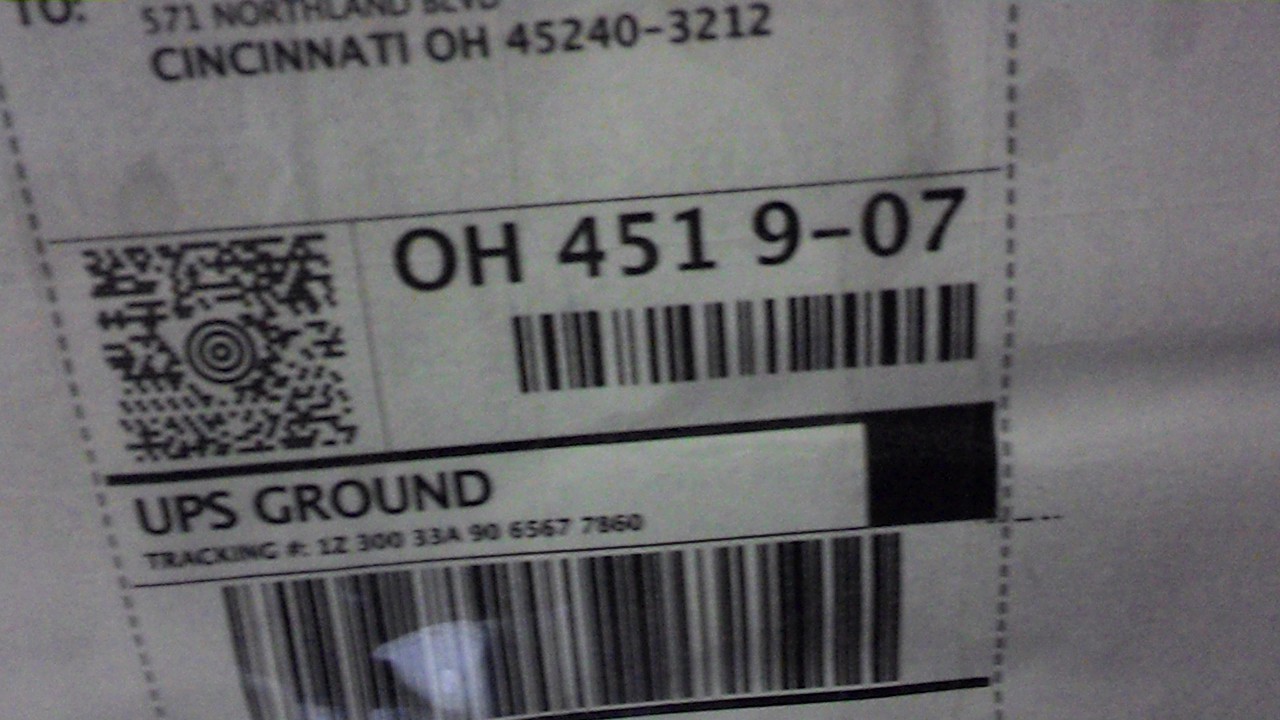 TO:
571 NORTHLAND BLVD
CINCINNATI OH 45240-3212
OH 451 9-07
UPS GROUND
TRACKING #: 1Z 300 33A 90 6567 7860